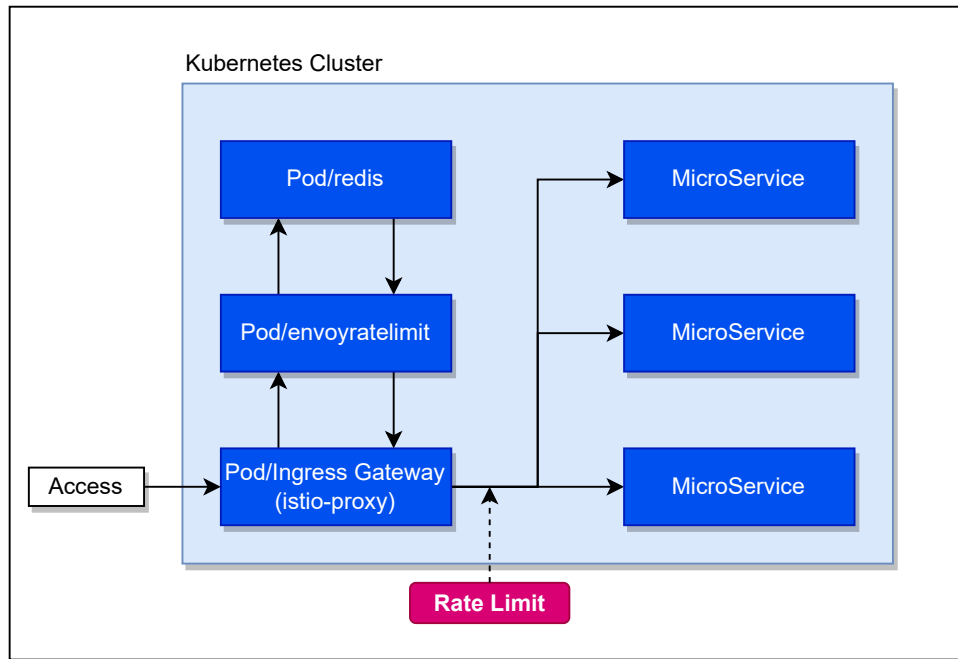 Kubernetes Cluster
Pod/redis
MicroService
Pod/envoyratelimit
MicroService
Access
Pod/Ingress Gateway
(istio-proxy)
MicroService
Rate Limit